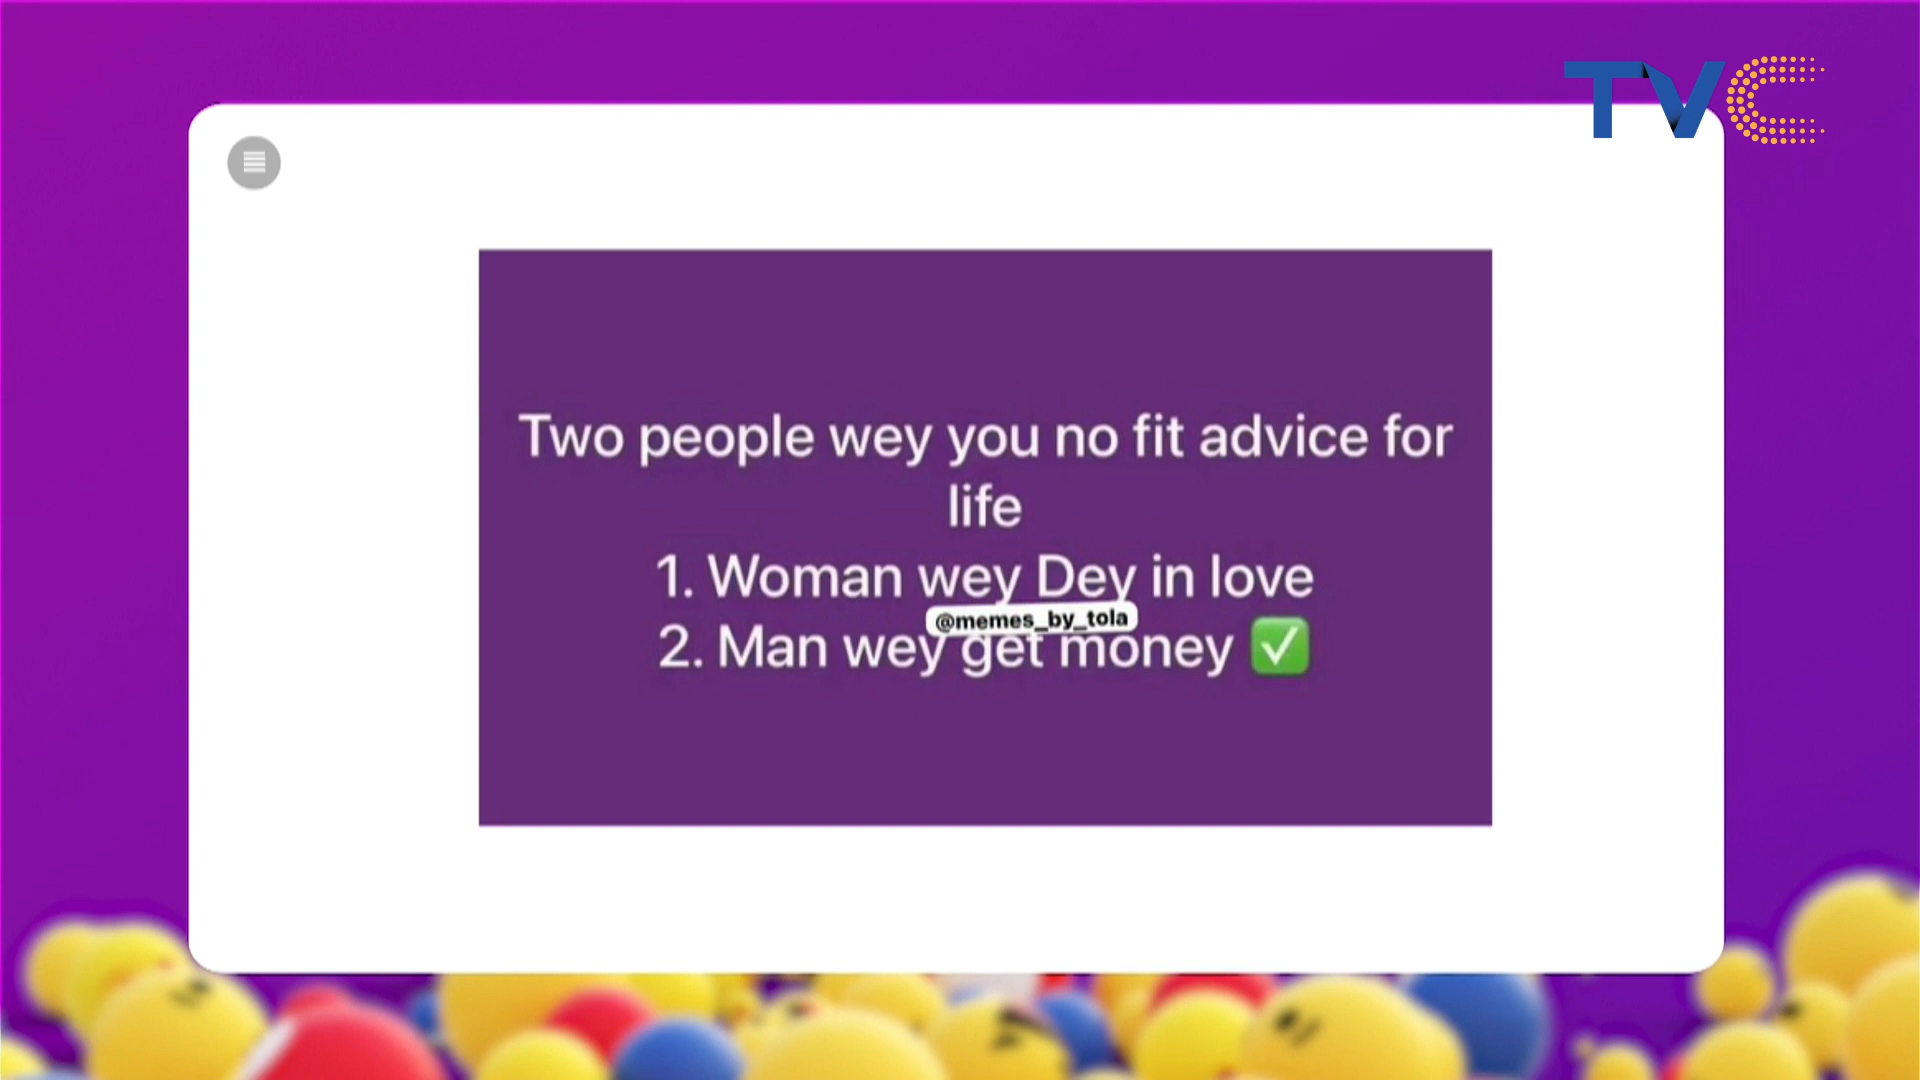 TVC
Two people wey you no fit advice for
life
1. Woman wey Dey in love
@memes_by_tola
2. Man wey get money ✅